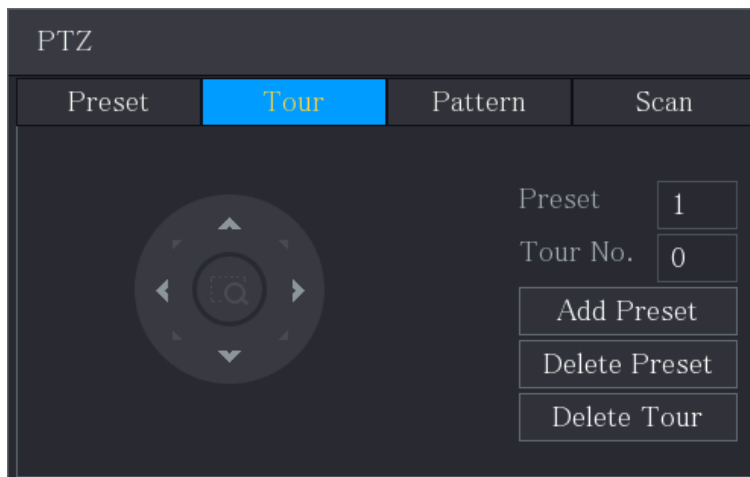 PTZ
Preset Tour Pattern Scan
Preset 1
Tour No. 0
Add Preset
Delete Preset
Delete Tour